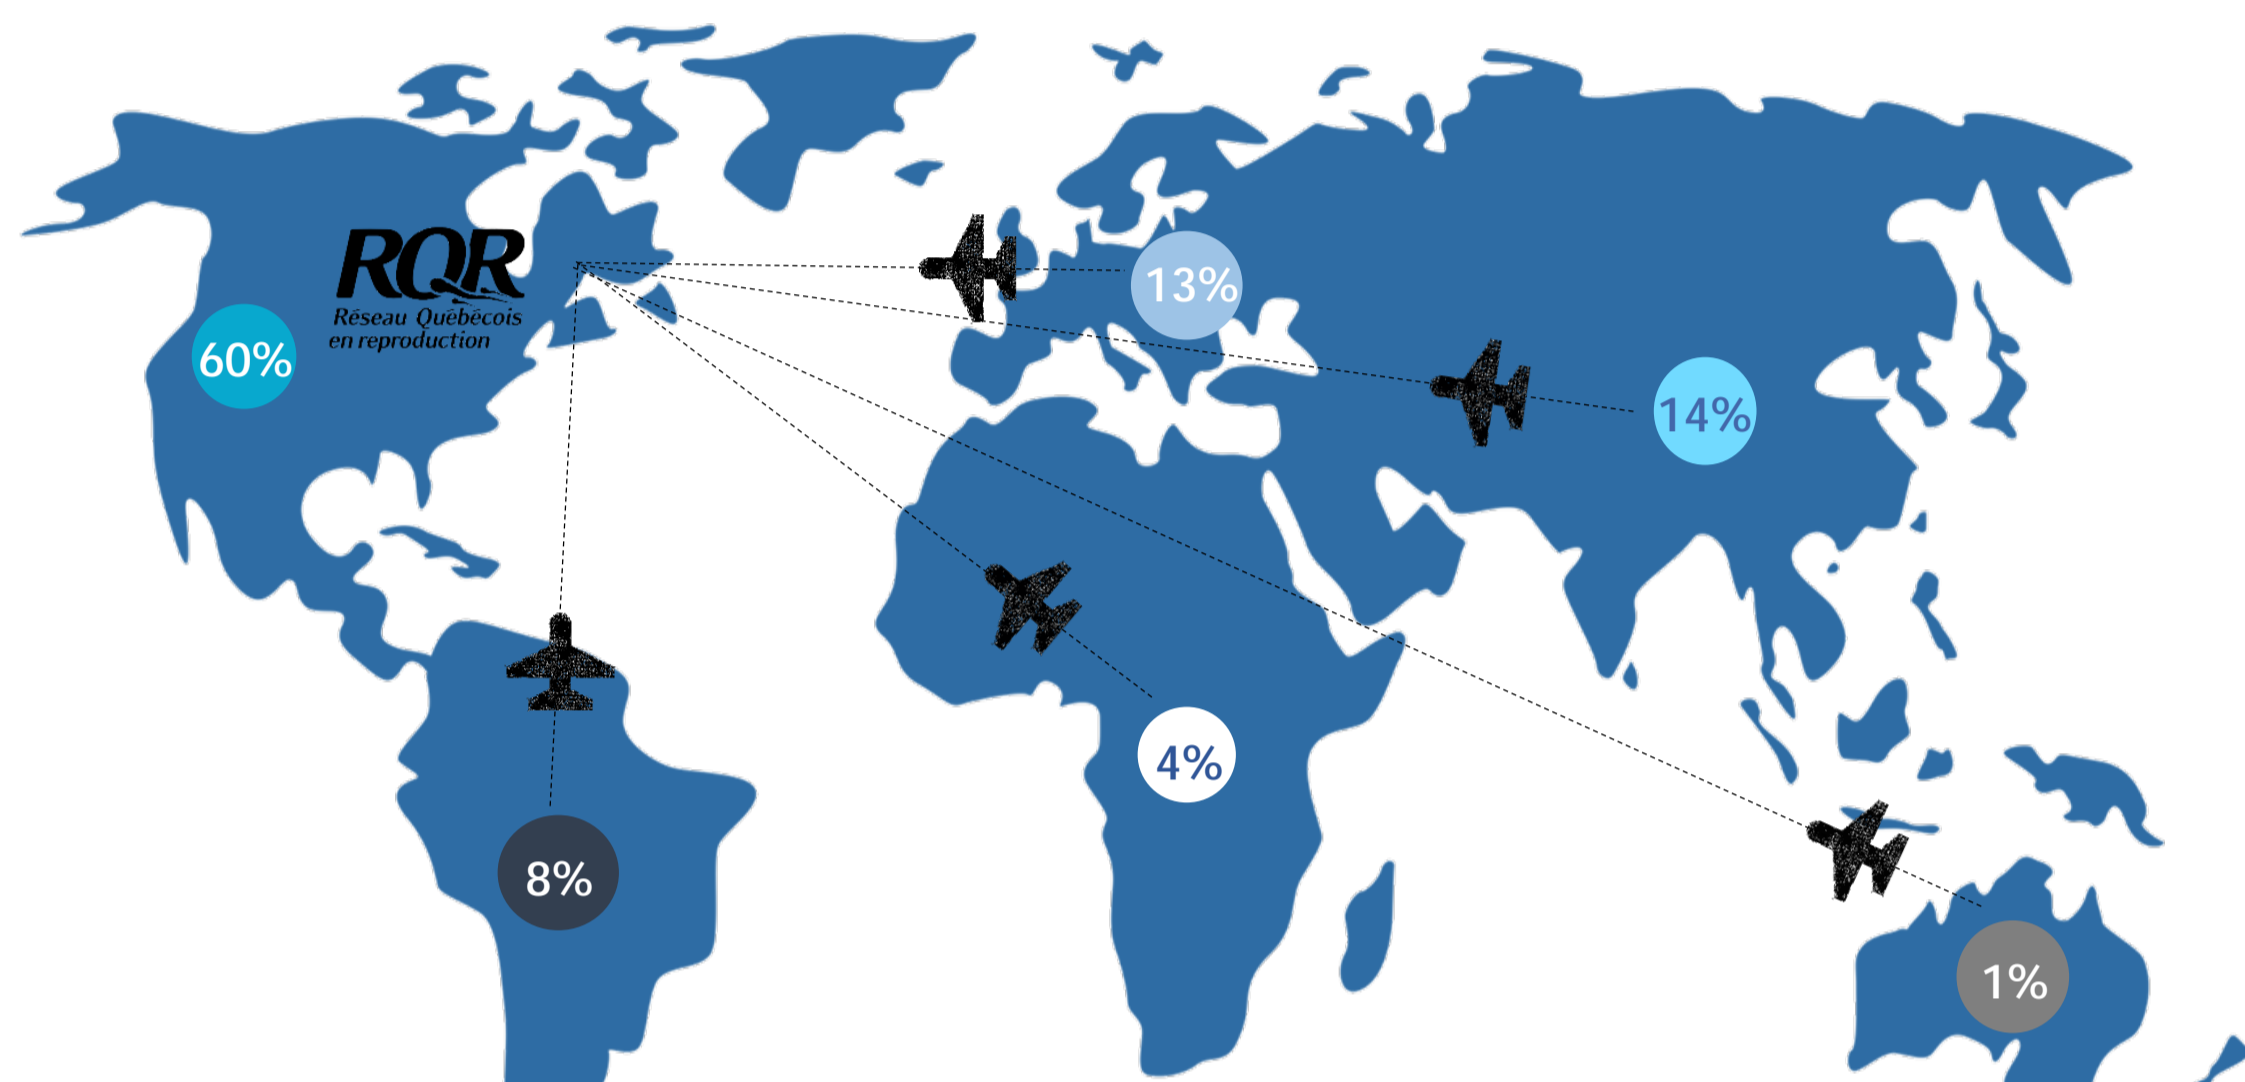 RQR
Réseau Québécois
en reproduction
60%
13%
14%
4%
8%
1%